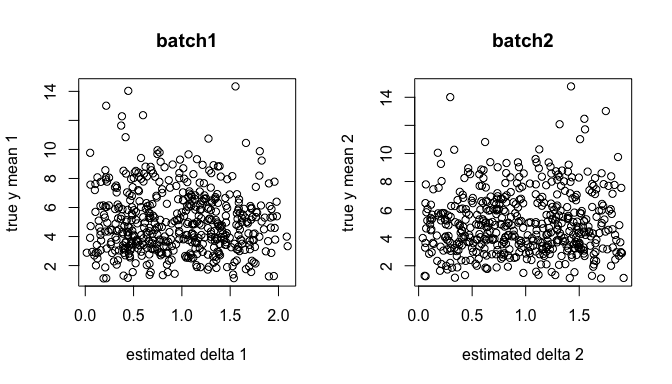 batch1
true y mean 1
2 4 6 8 10 14
0.0 0.5 1.0 1.5 2.0
estimated delta 1
batch2
true y mean 2
2 4 6 8 10 14
0.0 0.5 1.0 1.5
estimated delta 2